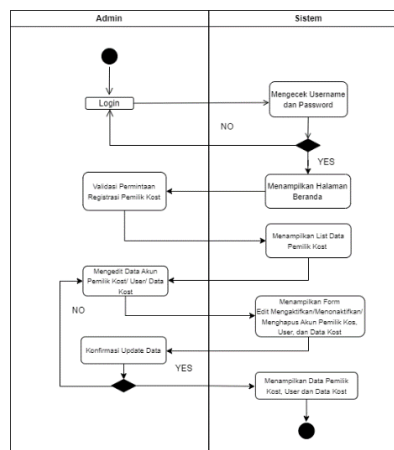 Admin
Sistem
Login
Mengecek Username
dan Password
NO
YES
Menampilkan Halaman
Beranda
Validasi Permintaan
Registrasi Pemilik Kost
Menampilkan List Data
Pemilik Kost
Mengedit Data Akun
Pemilik Kost/ User/ Data
Kost
NO
Menampilkan Form
Edit Mengaktifkan/Menonaktifkan/
Menghapus Akun Pemilik Kos,
User, dan Data Kost
Konfirmasi Update Data
YES
Menampilkan Data Pemilik
Kost, User dan Data Kost